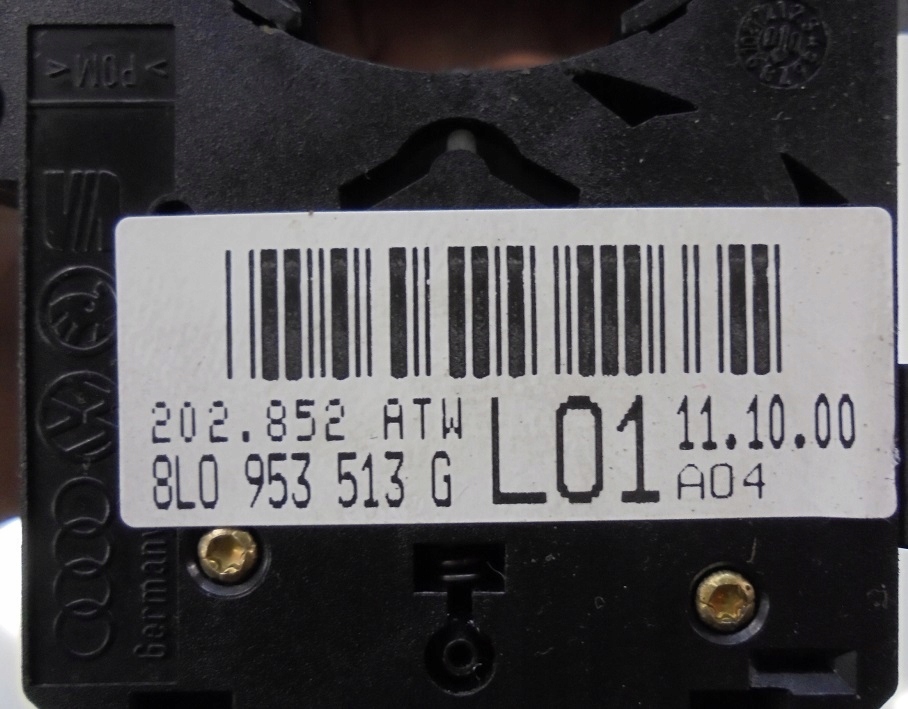 >POM<
202.852 ATW
8L0 953 513 G
L01
11.10.00
A04
Germany